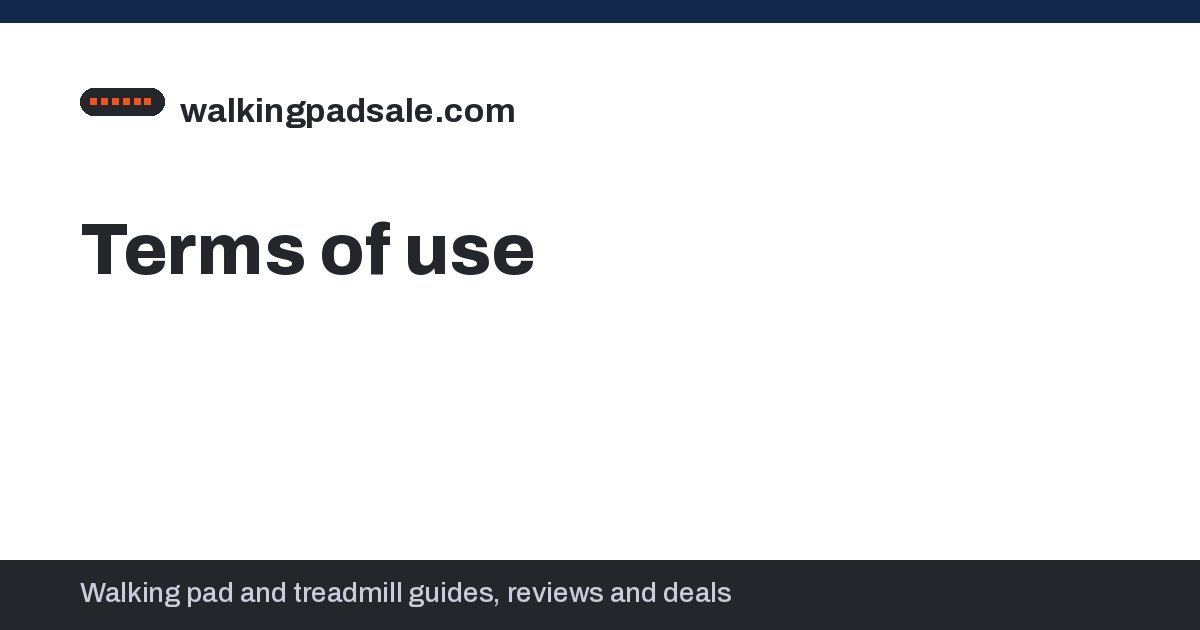 walkingpadsale.com
Terms of use
Walking pad and treadmill guides, reviews and deals